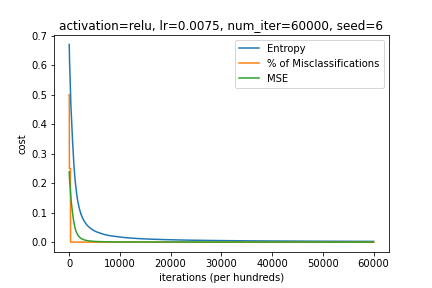 activation=relu, lr=0.0075, num_iter=60000, seed=6
Entropy
% of Misclassifications
MSE
cost
0.7
0.6
0.5
0.4
0.3
0.2
0.1
0.0
0 10000 20000 30000 40000 50000 60000
iterations (per hundreds)